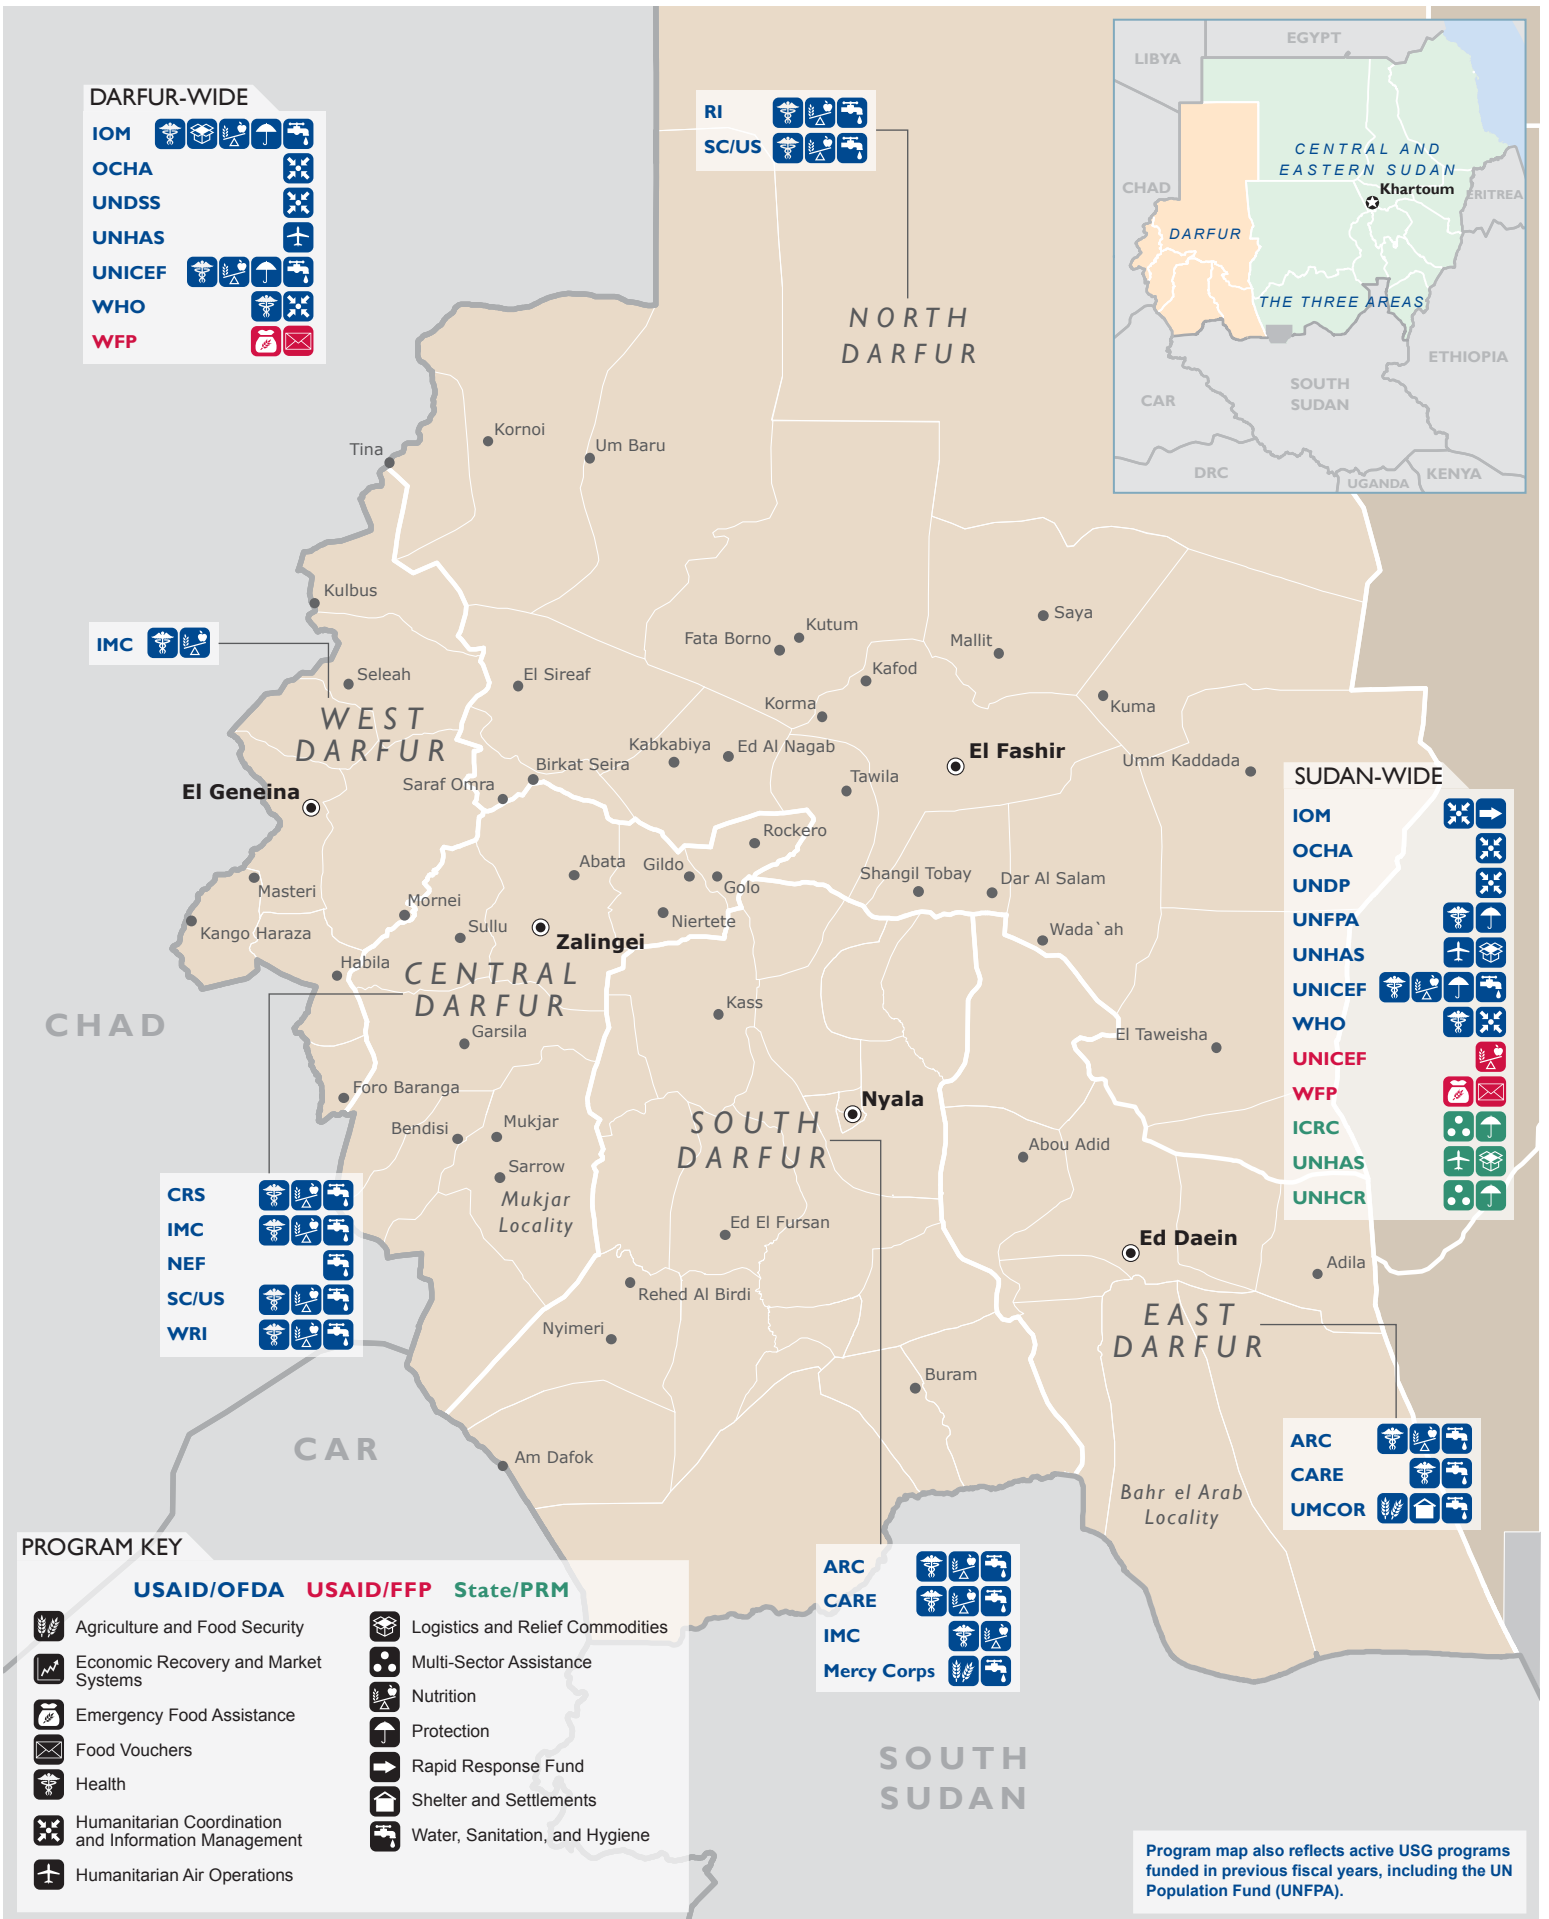 DARFUR-WIDE
IOM
OCHA
UNDSS
UNHAS
UNICEF
WHO
WFP
RI
SC/US
EGYPT
LIBYA
CENTRAL AND
EASTERN SUDAN
Khartoum
CHAD
ERITREA
DARFUR
THE THREE AREAS
ETHIOPIA
SOUTH
SUDAN
CAR
DRC
UGANDA
KENYA
NORTH
DARFUR
Kornoi
Tina
Um Baru
Kulbus
Saya
Kutum
Fata Borno
Mallit
IMC
Kafod
Seleah
El Sireaf
Korma
Kuma
WEST
DARFUR
Kabkabiya
Ed Al Nagab
El Fashir
Birkat Seira
Umm Kaddada
Saraf Omra
Tawila
El Geneina
SUDAN-WIDE
IOM
OCHA
UNDP
UNFPA
UNHAS
UNICEF
WHO
UNICEF
WFP
ICRC
UNHAS
UNHCR
Rockero
Abata
Gildo
Golo
Shangil Tobay
Dar Al Salam
Masteri
Mornei
Sullu
Niertete
Kango Haraza
Zalingei
Wada`ah
Habila
CENTRAL
DARFUR
Kass
CHAD
Garsila
El Taweisha
Foro Baranga
Nyala
Bendisi
Mukjar
SOUTH
DARFUR
Abou Adid
Sarrow
Mukjar
Locality
CRS
IMC
NEF
SC/US
WRI
Ed El Fursan
Ed Daein
Adila
Rehed Al Birdi
EAST
DARFUR
Nyimeri
Buram
CAR
Am Dafok
ARC
CARE
UMCOR
Bahr el Arab
Locality
ARC
CARE
IMC
Mercy Corps
SOUTH
SUDAN
PROGRAM KEY
USAID/OFDA USAID/FFP State/PRM
Agriculture and Food Security
Economic Recovery and Market
Systems
Emergency Food Assistance
Food Vouchers
Health
Humanitarian Coordination
and Information Management
Humanitarian Air Operations
Logistics and Relief Commodities
Multi-Sector Assistance
Nutrition
Protection
Rapid Response Fund
Shelter and Settlements
Water, Sanitation, and Hygiene
Program map also reflects active USG programs
funded in previous fiscal years, including the UN
Population Fund (UNFPA).